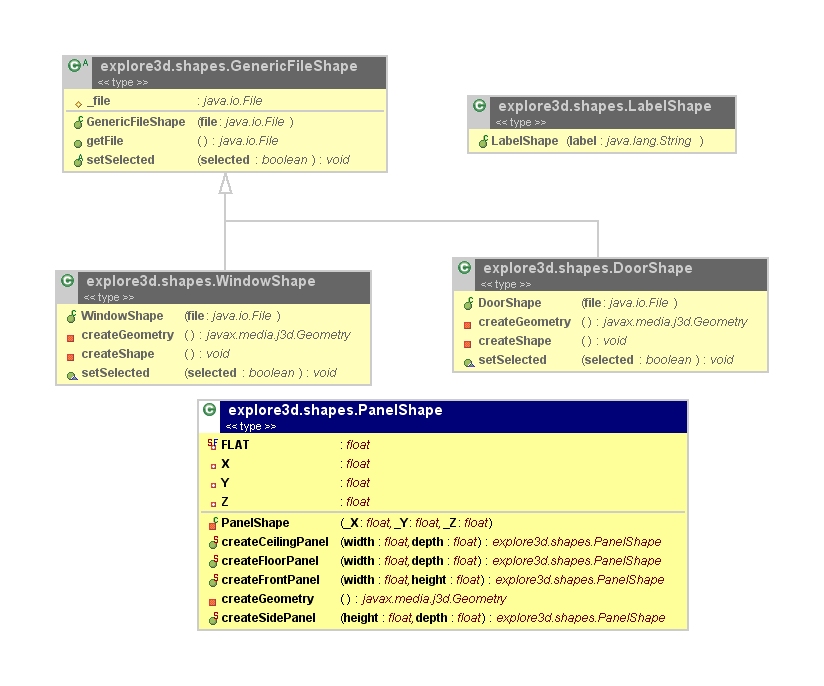 C A explore3d.shapes.GenericFileShape
<< type >>
_file : java.io.File
GenericFileShape (file : java.io.File )
getFile ( ) : java.io.File
setSelected (selected : boolean ) : void
C explore3d.shapes.LabelShape
<< type >>
LabelShape (label : java.lang.String )
C explore3d.shapes.WindowShape
<< type >>
WindowShape (file : java.io.File )
createGeometry ( ) : javax.media.j3d.Geometry
createShape ( ) : void
setSelected (selected : boolean ) : void
C explore3d.shapes.DoorShape
<< type >>
DoorShape (file : java.io.File )
createGeometry ( ) : javax.media.j3d.Geometry
createShape ( ) : void
setSelected (selected : boolean ) : void
C explore3d.shapes.PanelShape
<< type >>
S F FLAT : float
X : float
Y : float
Z : float
PanelShape (_X : float, _Y : float, _Z : float)
S createCeilingPanel (width : float, depth : float) : explore3d.shapes.PanelShape
S createFloorPanel (width : float, depth : float) : explore3d.shapes.PanelShape
S createFrontPanel (width : float, height : float) : explore3d.shapes.PanelShape
createGeometry ( ) : javax.media.j3d.Geometry
S createSidePanel (height : float, depth : float) : explore3d.shapes.PanelShape